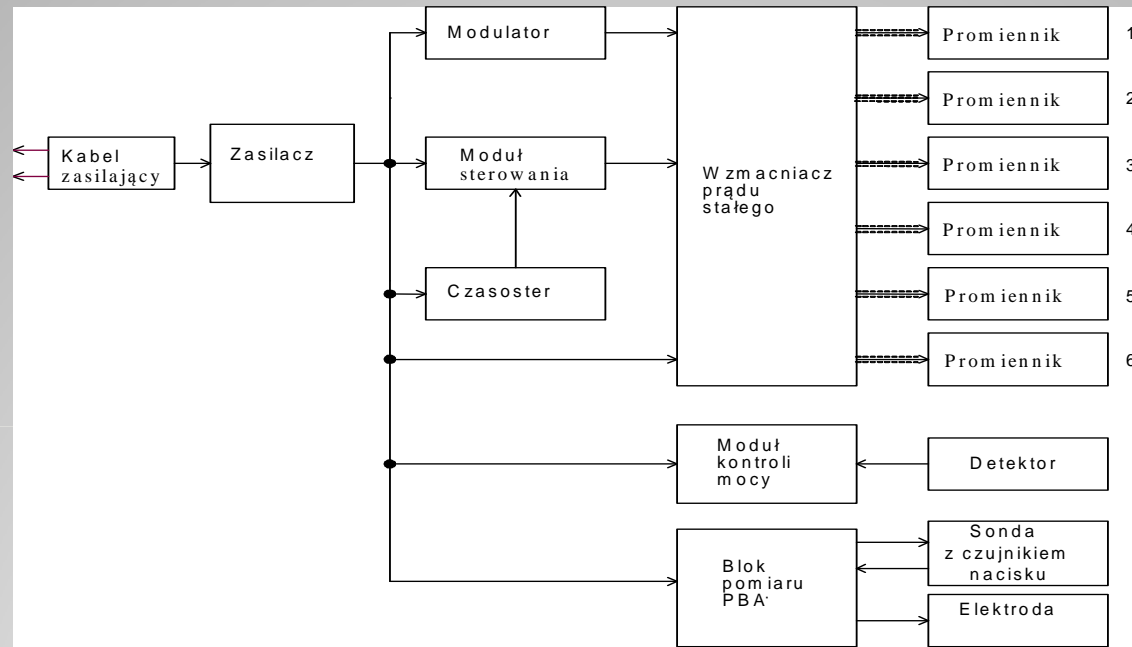 Modulator
Promiennik 1
Promiennik 2
Kabel
zasilający
Zasilacz
Moduł
sterowania
Wzmacniacz
prądu
stałego
Promiennik 3
Promiennik 4
Czasoster
Promiennik 5
Promiennik 6
Moduł
kontroli
mocy
Detektor
Blok
pomiaru
PBA
Sonda
z czujnikiem
nacisku
Elektroda